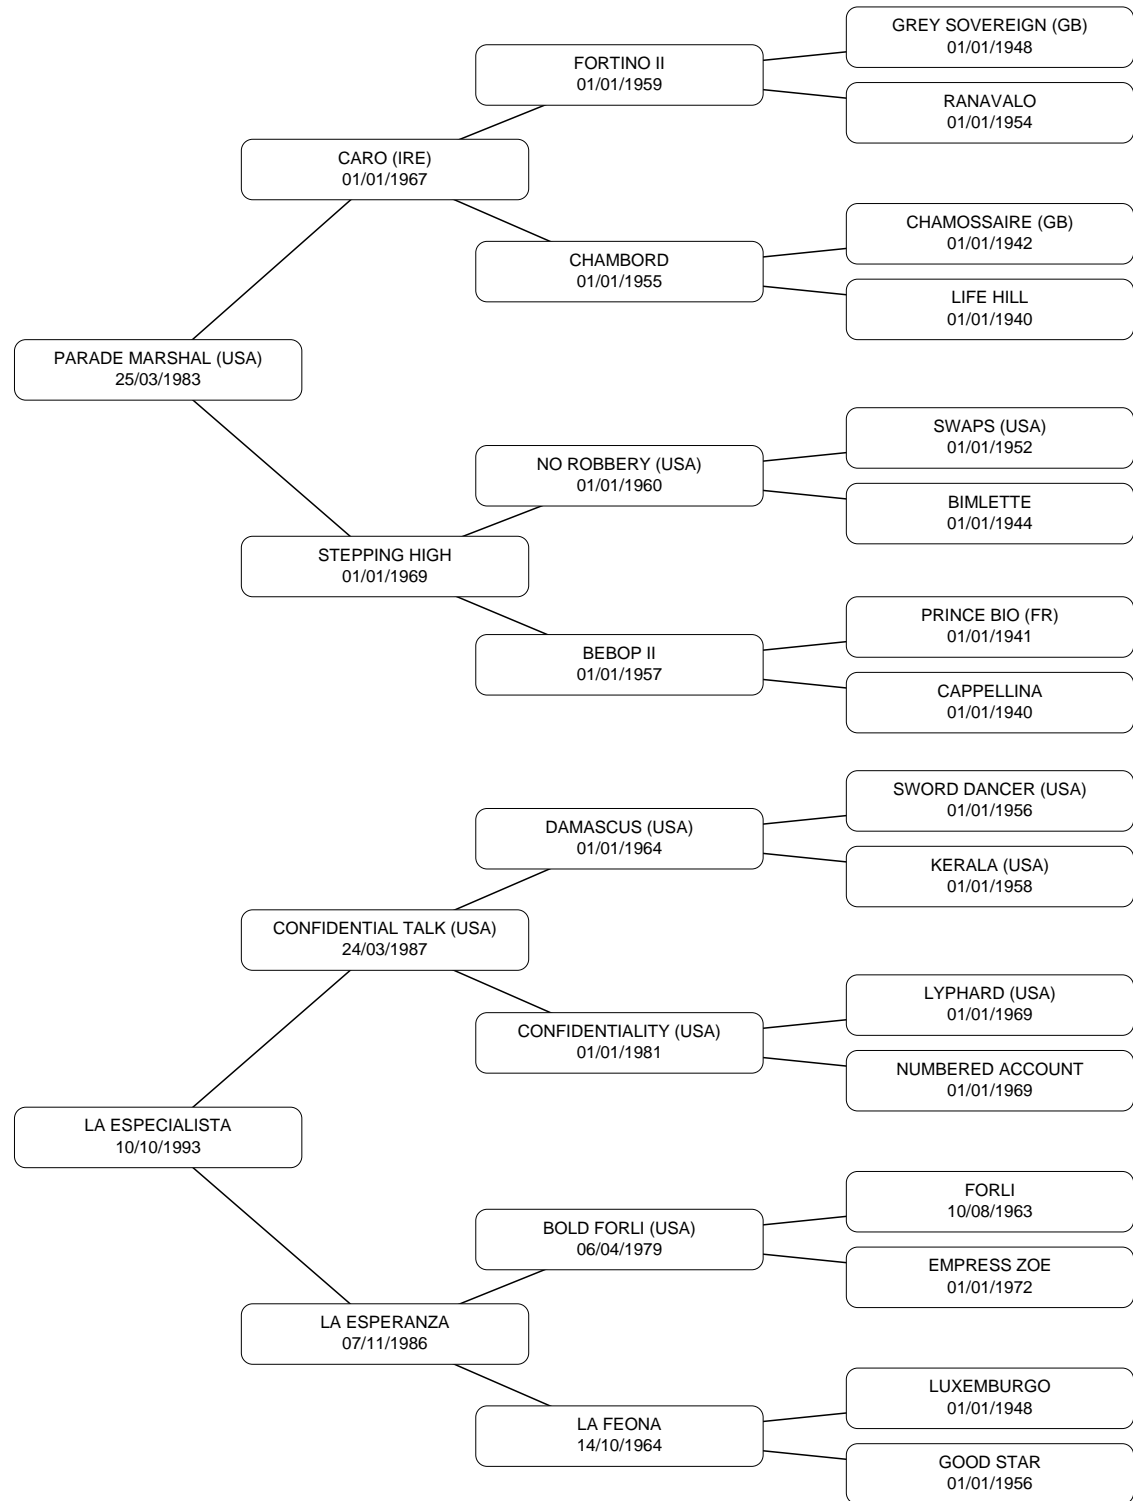 GREY SOVEREIGN (GB)
01/01/1948
FORTINO II
01/01/1959
RANAVALO
01/01/1954
CARO (IRE)
01/01/1967
CHAMOSSAIRE (GB)
01/01/1942
CHAMBORD
01/01/1955
LIFE HILL
01/01/1940
PARADE MARSHAL (USA)
25/03/1983
SWAPS (USA)
01/01/1952
NO ROBBERY (USA)
01/01/1960
BIMLETTE
01/01/1944
STEPPING HIGH
01/01/1969
PRINCE BIO (FR)
01/01/1941
BEBOP II
01/01/1957
CAPPELLINA
01/01/1940
SWORD DANCER (USA)
01/01/1956
DAMASCUS (USA)
01/01/1964
KERALA (USA)
01/01/1958
CONFIDENTIAL TALK (USA)
24/03/1987
LYPHARD (USA)
01/01/1969
CONFIDENTIALITY (USA)
01/01/1981
NUMBERED ACCOUNT
01/01/1969
LA ESPECIALISTA
10/10/1993
FORLI
10/08/1963
BOLD FORLI (USA)
06/04/1979
EMPRESS ZOE
01/01/1972
LA ESPERANZA
07/11/1986
LUXEMBURGO
01/01/1948
LA FEONA
14/10/1964
GOOD STAR
01/01/1956